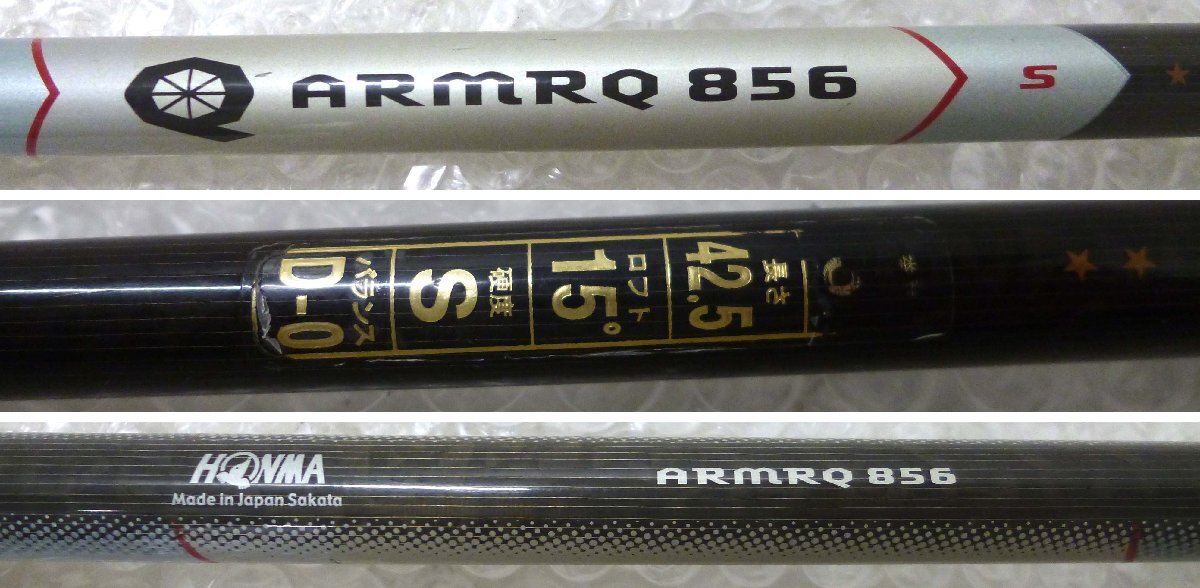 ARMRQ 856
S
長さ
42.5
ロフト
15°
硬度
S
バランス
D-0
HONMA
Made in Japan Sakata
ARMRQ 856